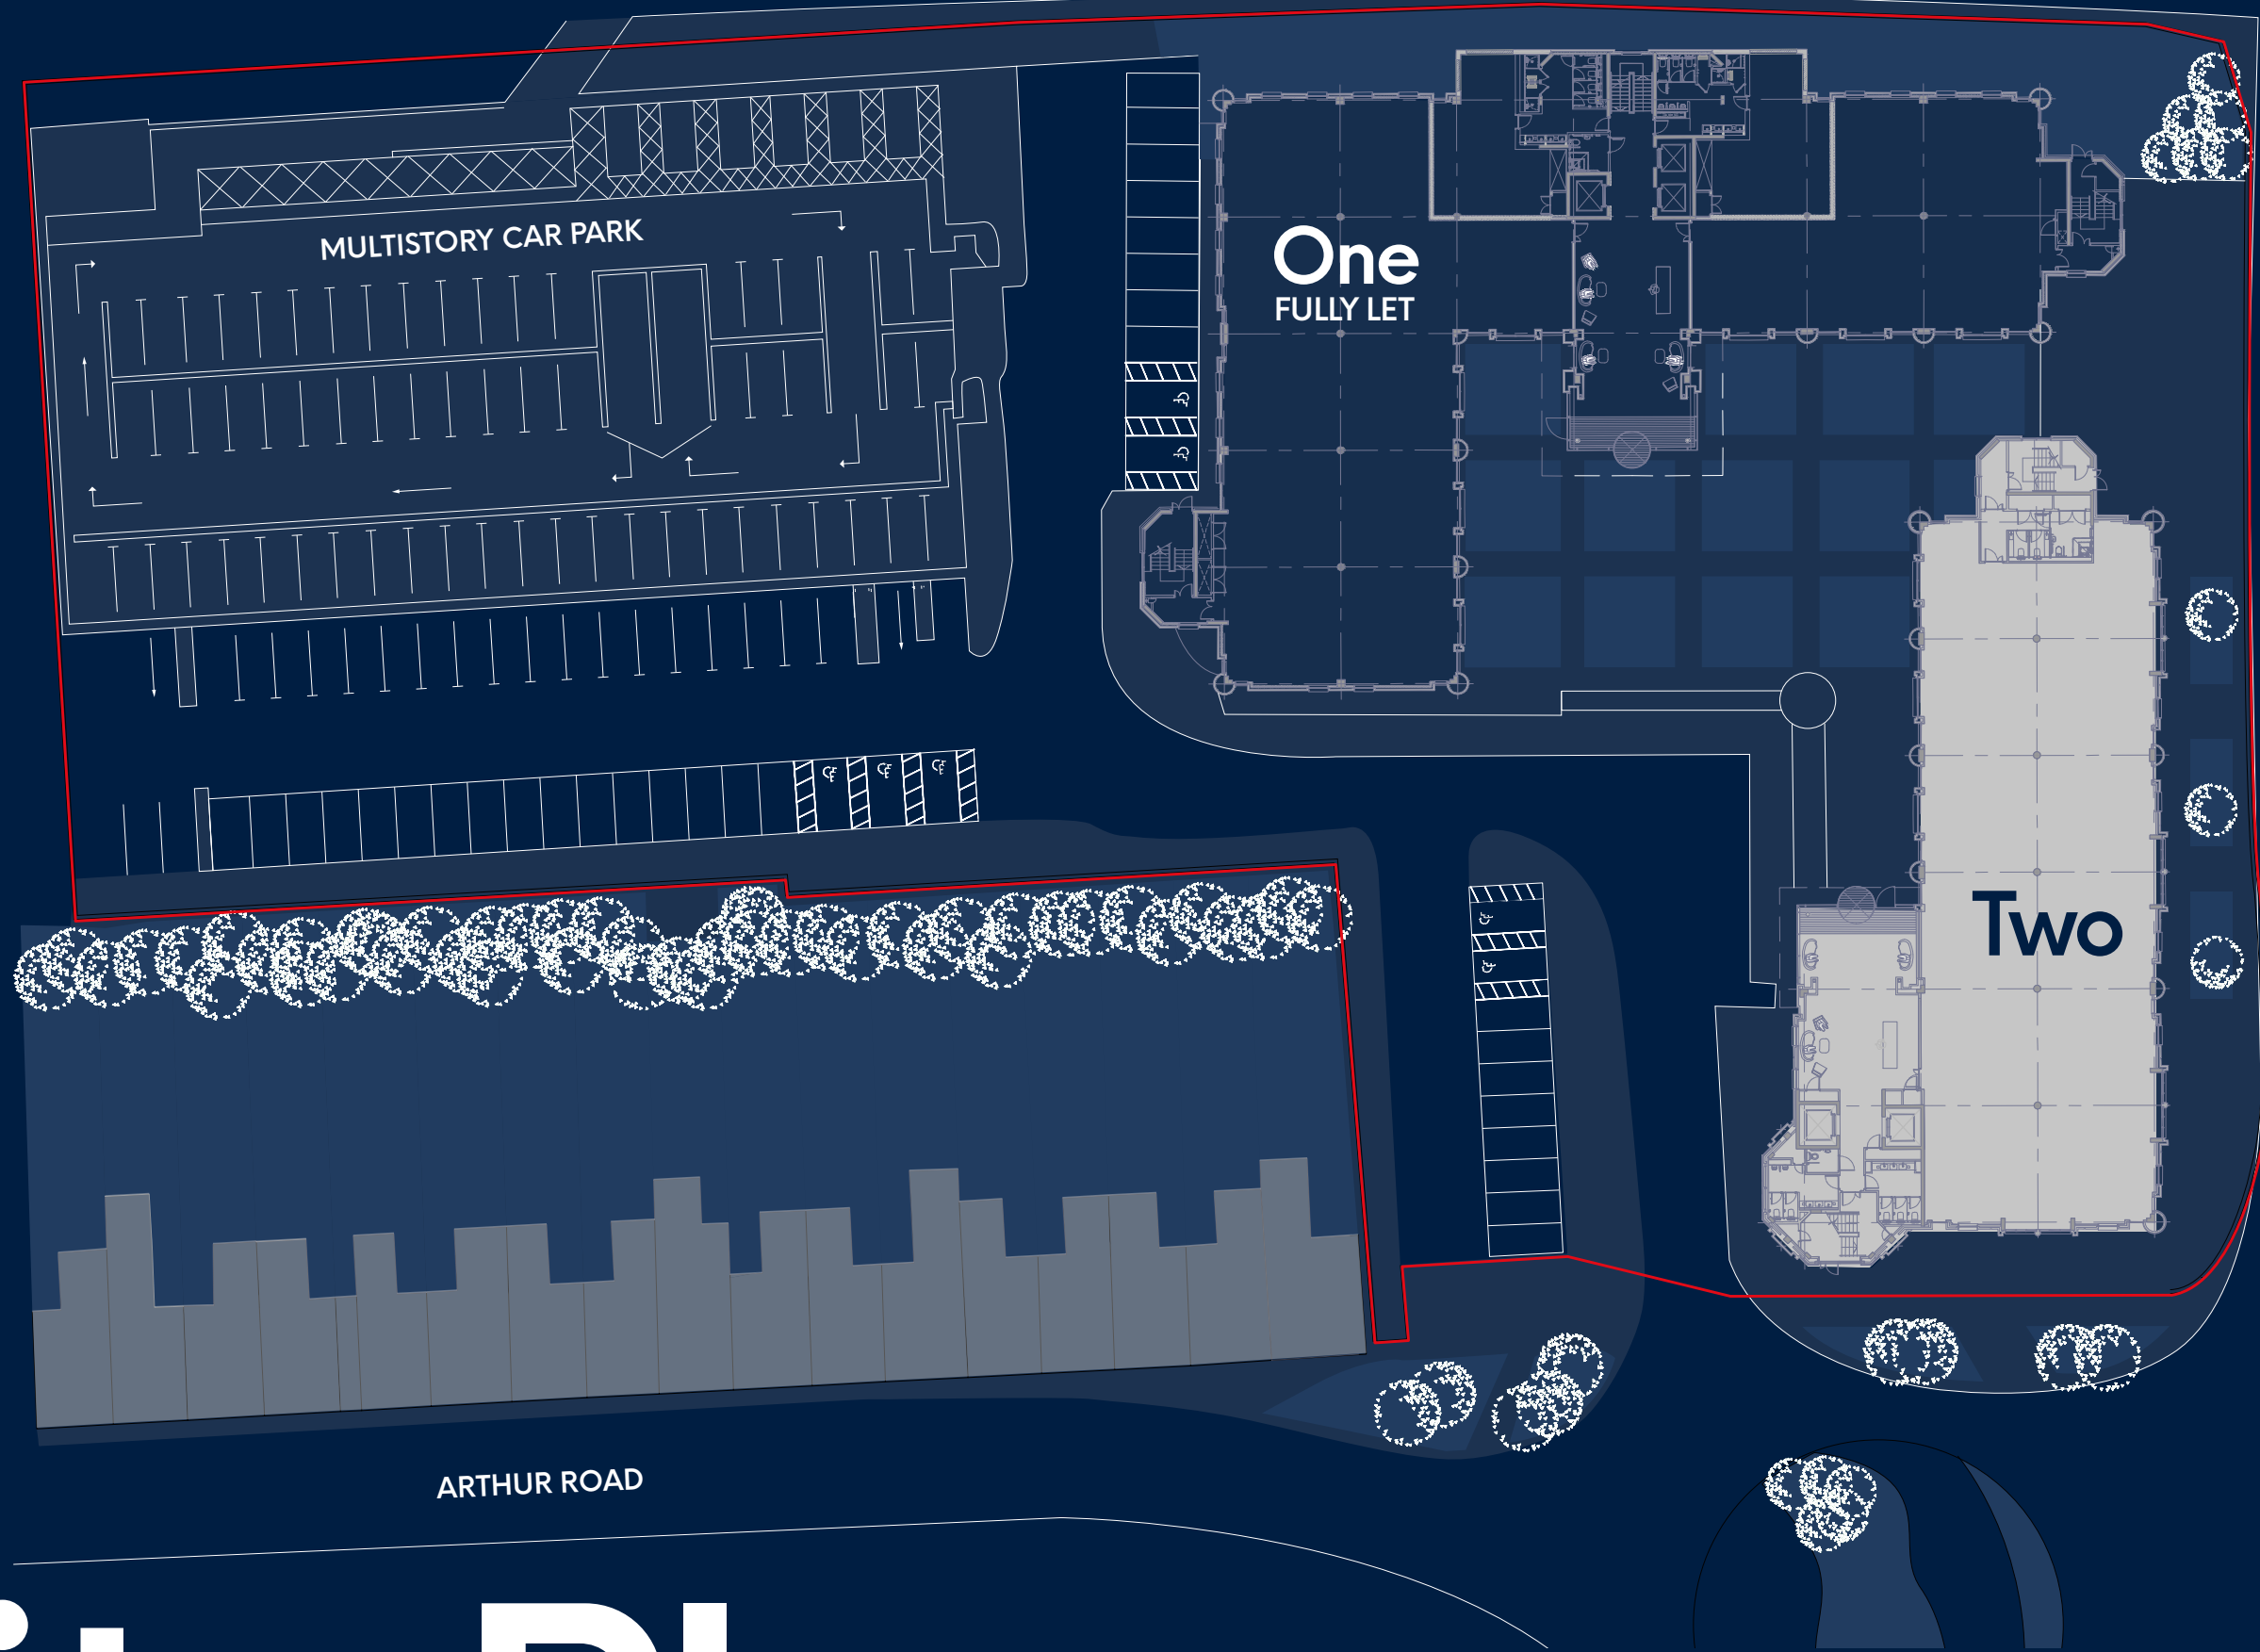 MULTISTORY CAR PARK
One
FULLY LET
Two
ARTHUR ROAD